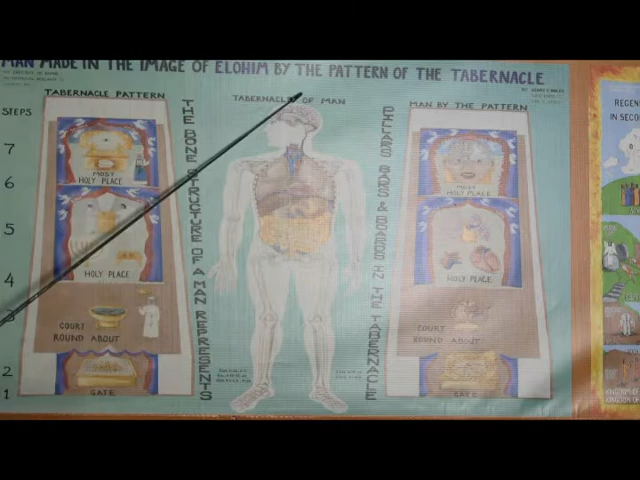 MAN MADE IN THE IMAGE OF ELOHIM BY THE PATTERN OF THE TABERNACLE
TABERNACLE PATTERN
TABERNACLE OF MAN
MAN BY THE PATTERN
STEPS
7
6
5
4
3
2
1
MOST
HOLY PLACE
HOLY PLACE
COURT
ROUND ABOUT
GATE
THE BONE STRUCTURE OF A MAN REPRESENTS
PILLARS BARS & BOARDS IN THE TABERNACLE
MOST
HOLY PLACE
HOLY PLACE
COURT
ROUND ABOUT
GATE
REGEN
IN SECO
KINGDOM OF